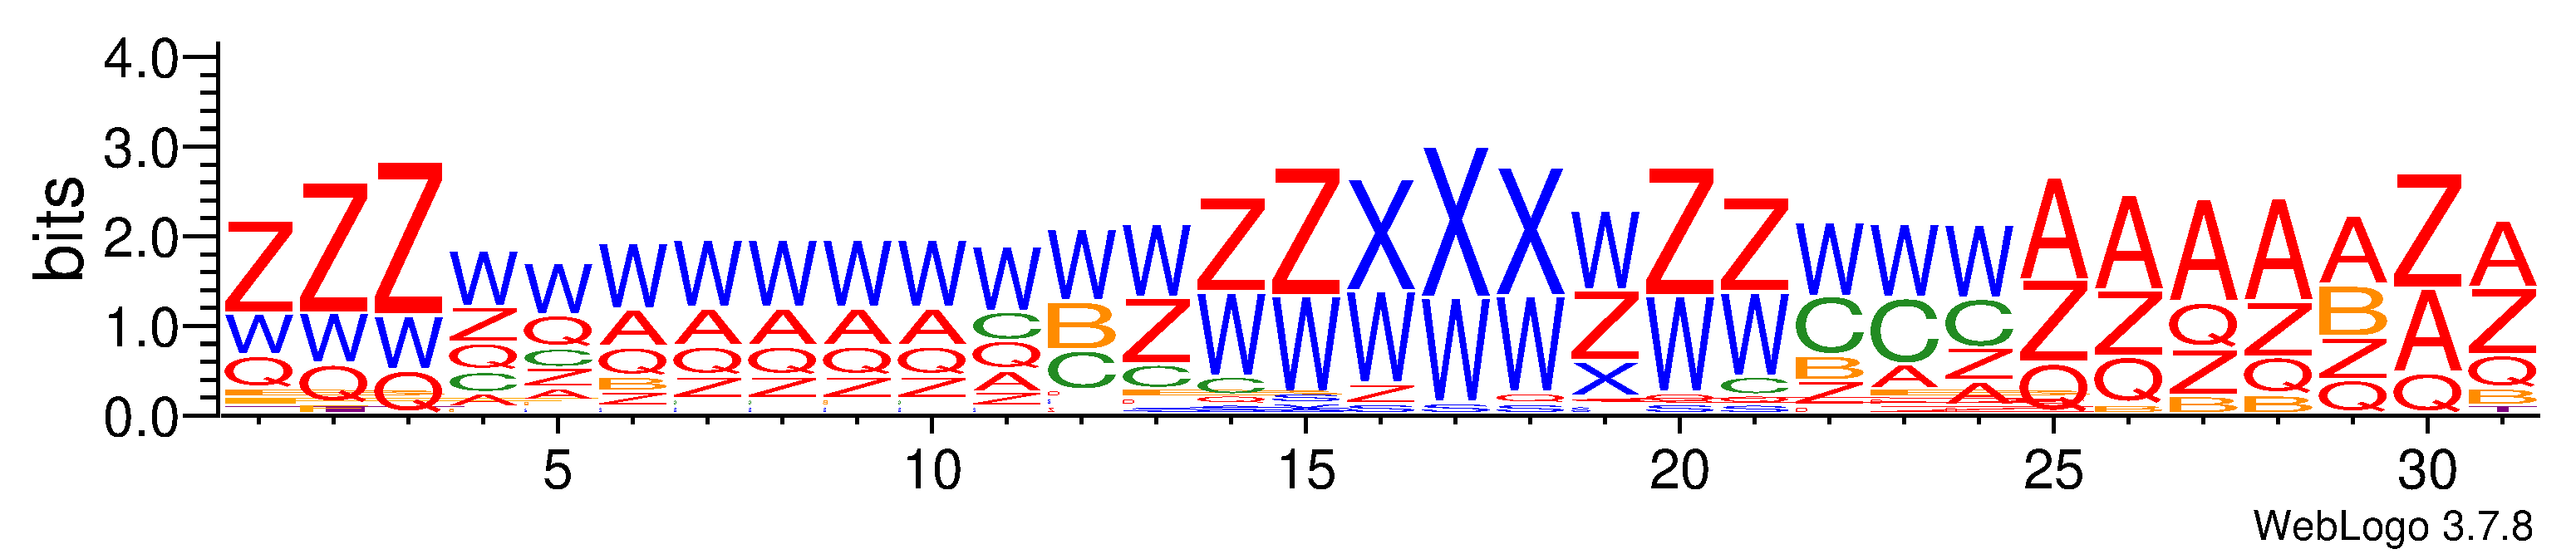 4.0
3.0
2.0
1.0
0.0
bits
Z Z Z W W W W W W W W W W Z Z X X X W Z Z W W W A A A A A Z A
W W W Z Q A A A A A C B Z W W W W W Z W W C C C Z Z Q Z B A Z
Q Q Q Q C Q Q Q Q Q Q C C C X C B A Z Q Q Z Q Z Q Q
5 10 15 20 25 30
WebLogo 3.7.8